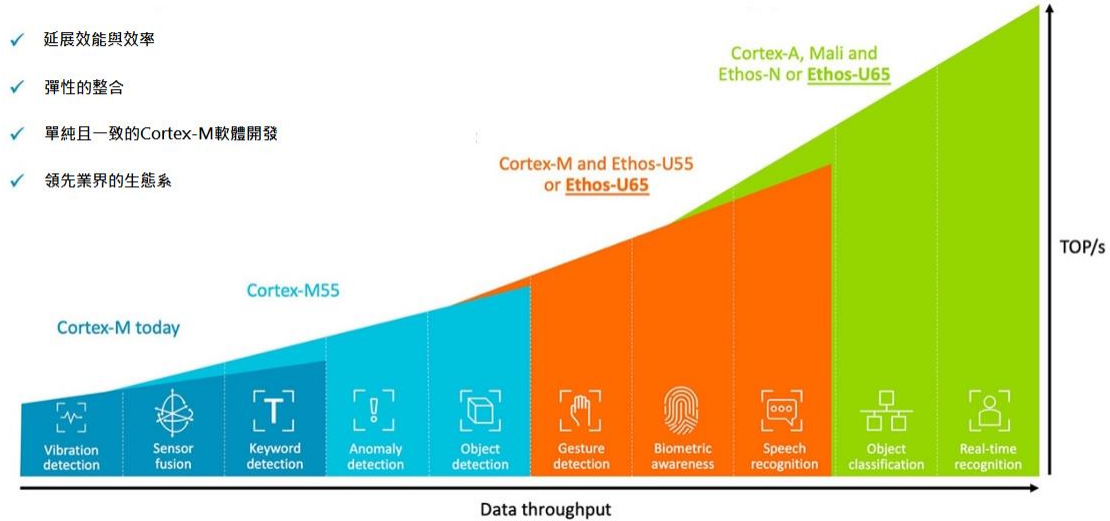 延展效能與效率
彈性的整合
單純且一致的Cortex-M軟體開發
領先業界的生態系
Cortex-A, Mali and
Ethos-N or Ethos-U65
Cortex-M and Ethos-U55
or Ethos-U65
Cortex-M55
Cortex-M today
TOP/s
Vibration
detection
Sensor
fusion
T
Keyword
detection
Anomaly
detection
Object
detection
Gesture
detection
Biometric
awareness
Speech
recognition
Object
classification
Real-time
recognition
Data throughput